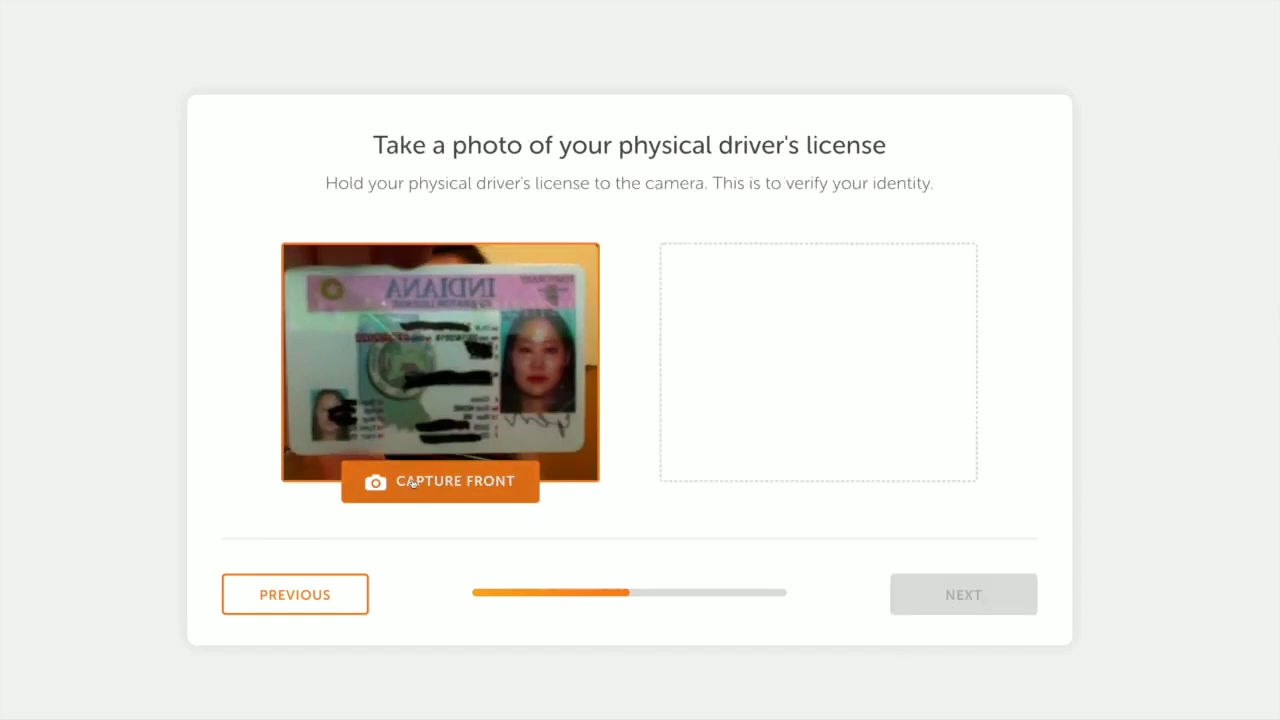 Take a photo of your physical driver's license
Hold your physical driver's license to the camera. This is to verify your identity.
INDIANA
CAPTURE FRONT
PREVIOUS
NEXT